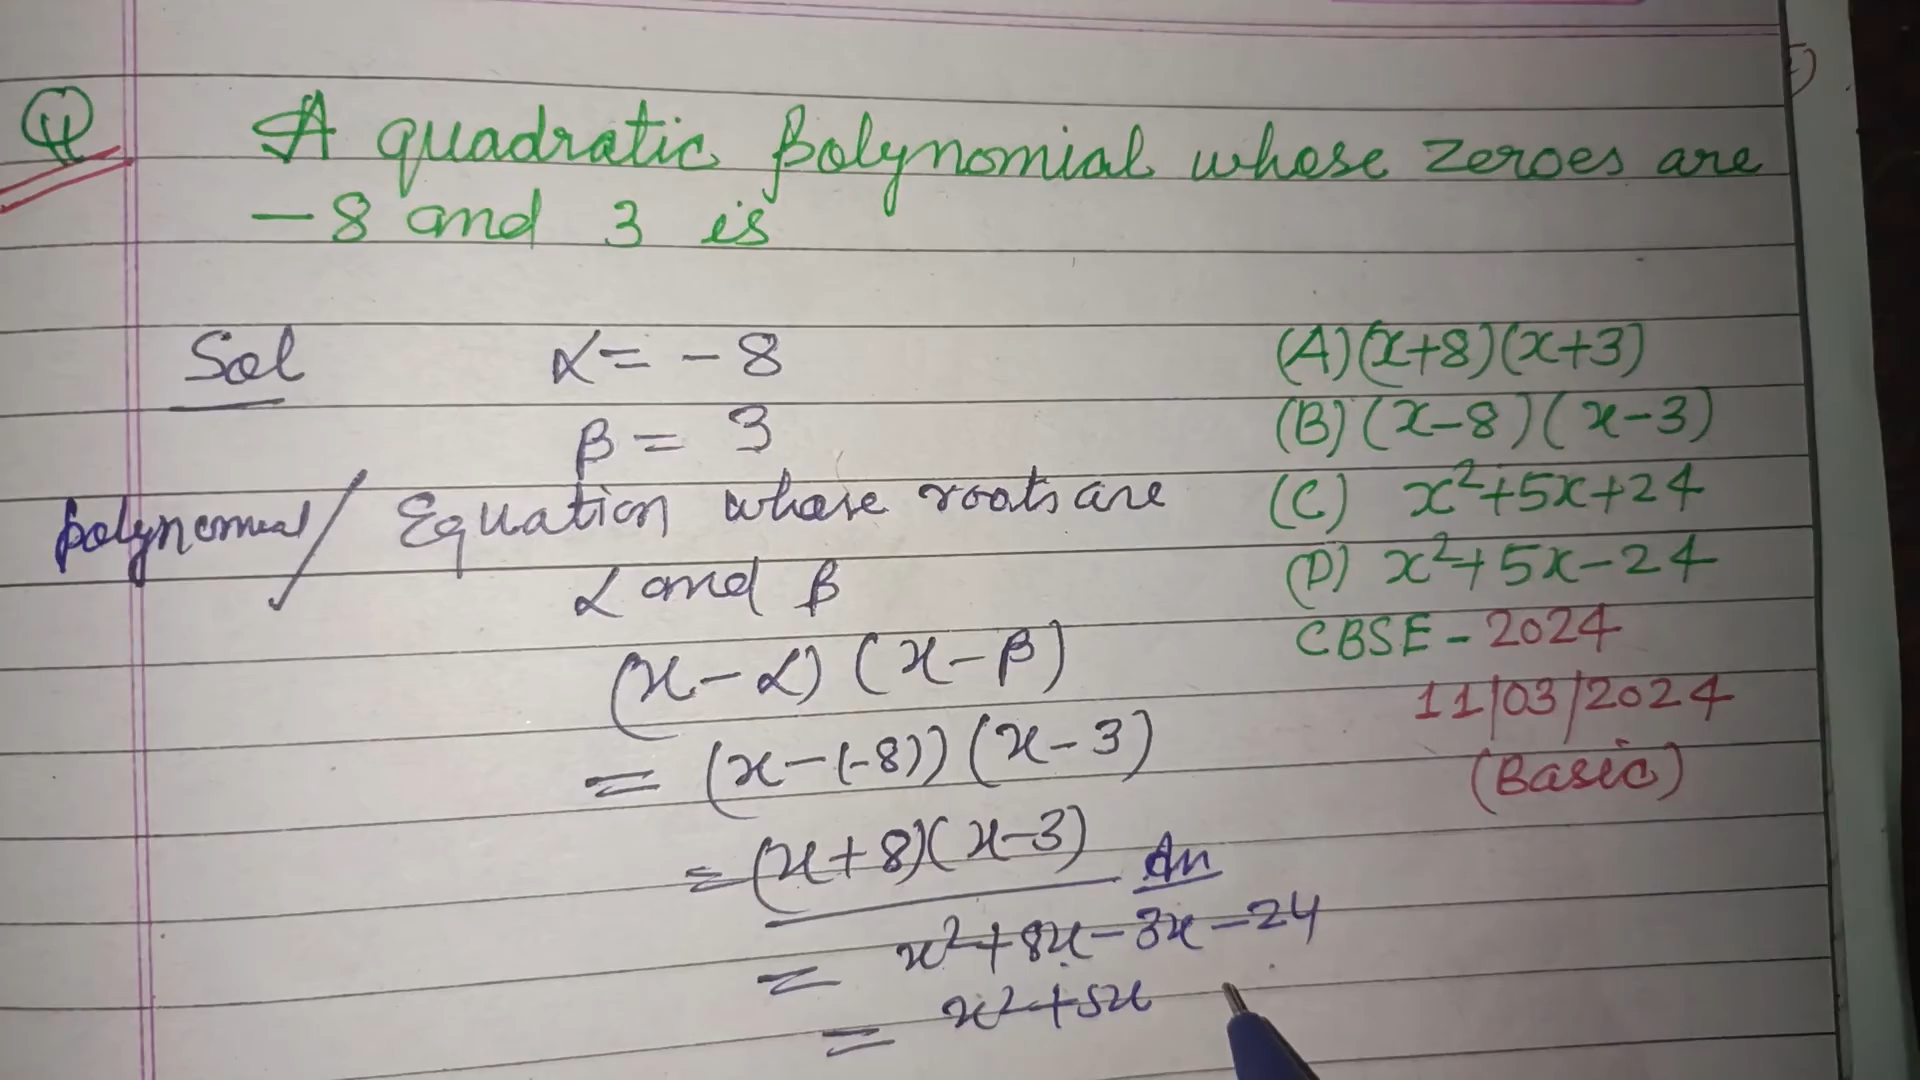 Q
A quadratic polynomial whose zeroes are
-8 and 3 is
Sol
α = -8
β = 3
polynomial/ Equation whose roots are
α and β
(x-α) (x-β)
= (x-(-8)) (x-3)
= (x+8)(x-3) An
= x²+8x-3x-24
= x²+5x
(A) (x+8)(x+3)
(B) (x-8)(x-3)
(C) x²+5x+24
(D) x²+5x-24
CBSE - 2024
11/03/2024
(Basic)